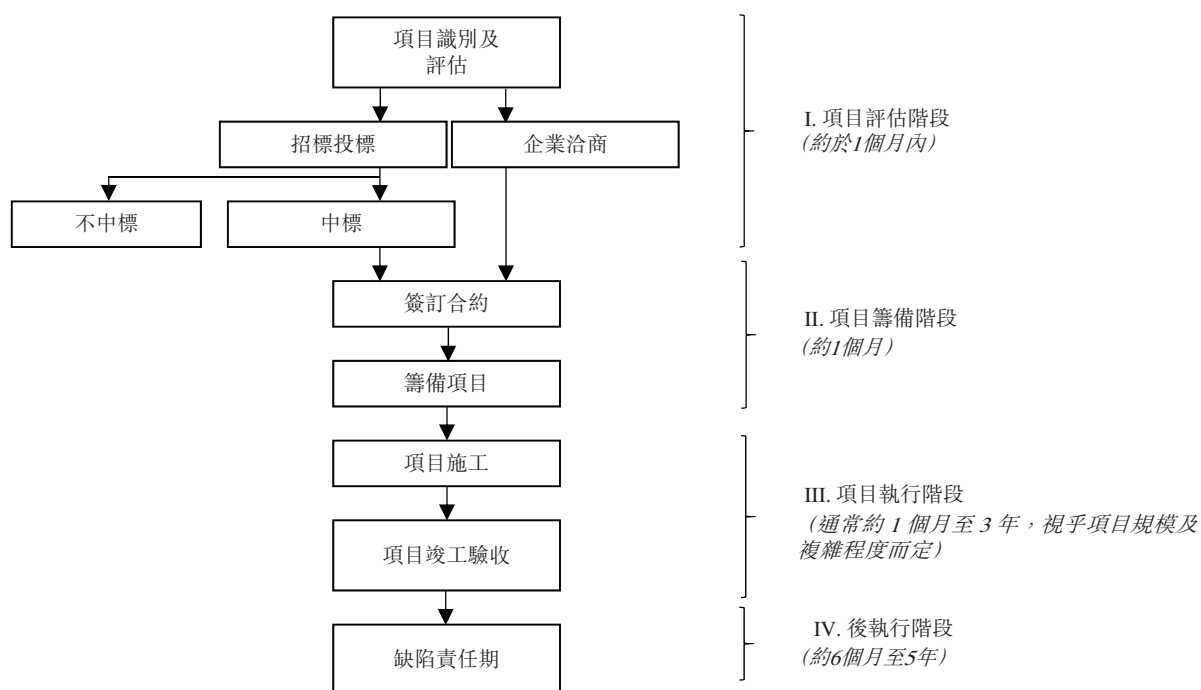 項目識別及
評估
招標投標
企業洽商
I. 項目評估階段
(約於1個月內)
不中標
中標
簽訂合約
II. 項目籌備階段
(約1個月)
籌備項目
項目施工
III. 項目執行階段
(通常約 1 個月至 3 年，視乎項目規模及
複雜程度而定)
項目竣工驗收
IV. 後執行階段
(約6個月至5年)
缺陷責任期